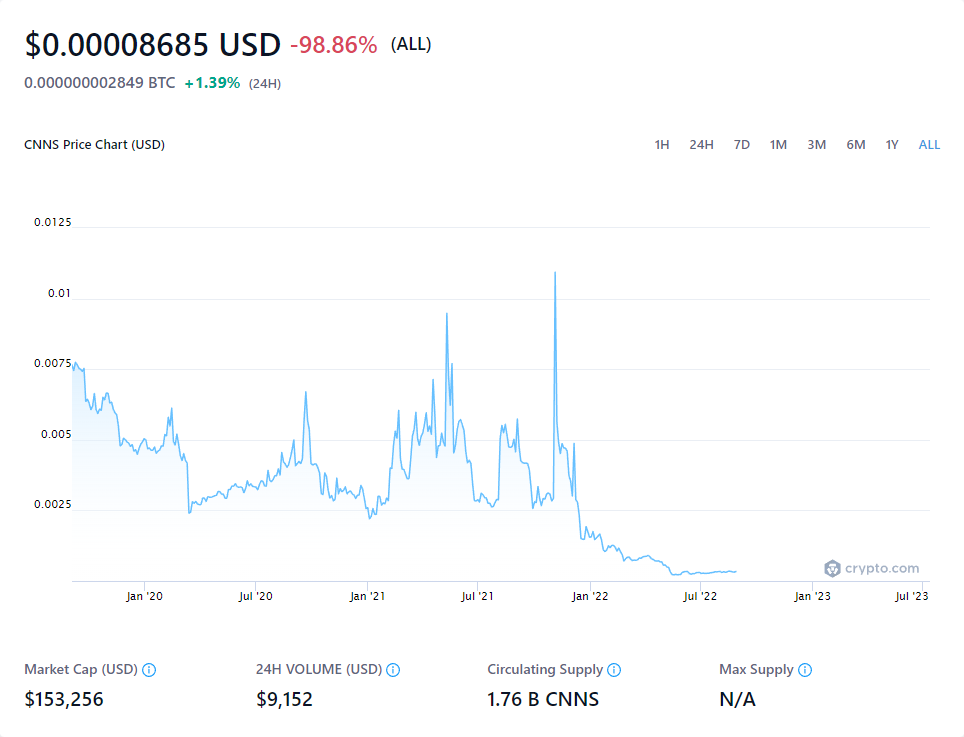 $0.00008685 USD -98.86% (ALL)
0.000000002849 BTC +1.39% (24H)
CNNS Price Chart (USD) 1H 24H 7D 1M 3M 6M 1Y ALL
0.0125
0.01
0.0075
0.005
0.0025
crypto.com
Jan '20 Jul '20 Jan '21 Jul '21 Jan '22 Jul '22 Jan '23 Jul '23
Market Cap (USD) 24H VOLUME (USD) Circulating Supply Max Supply
$153,256 $9,152 1.76 B CNNS N/A